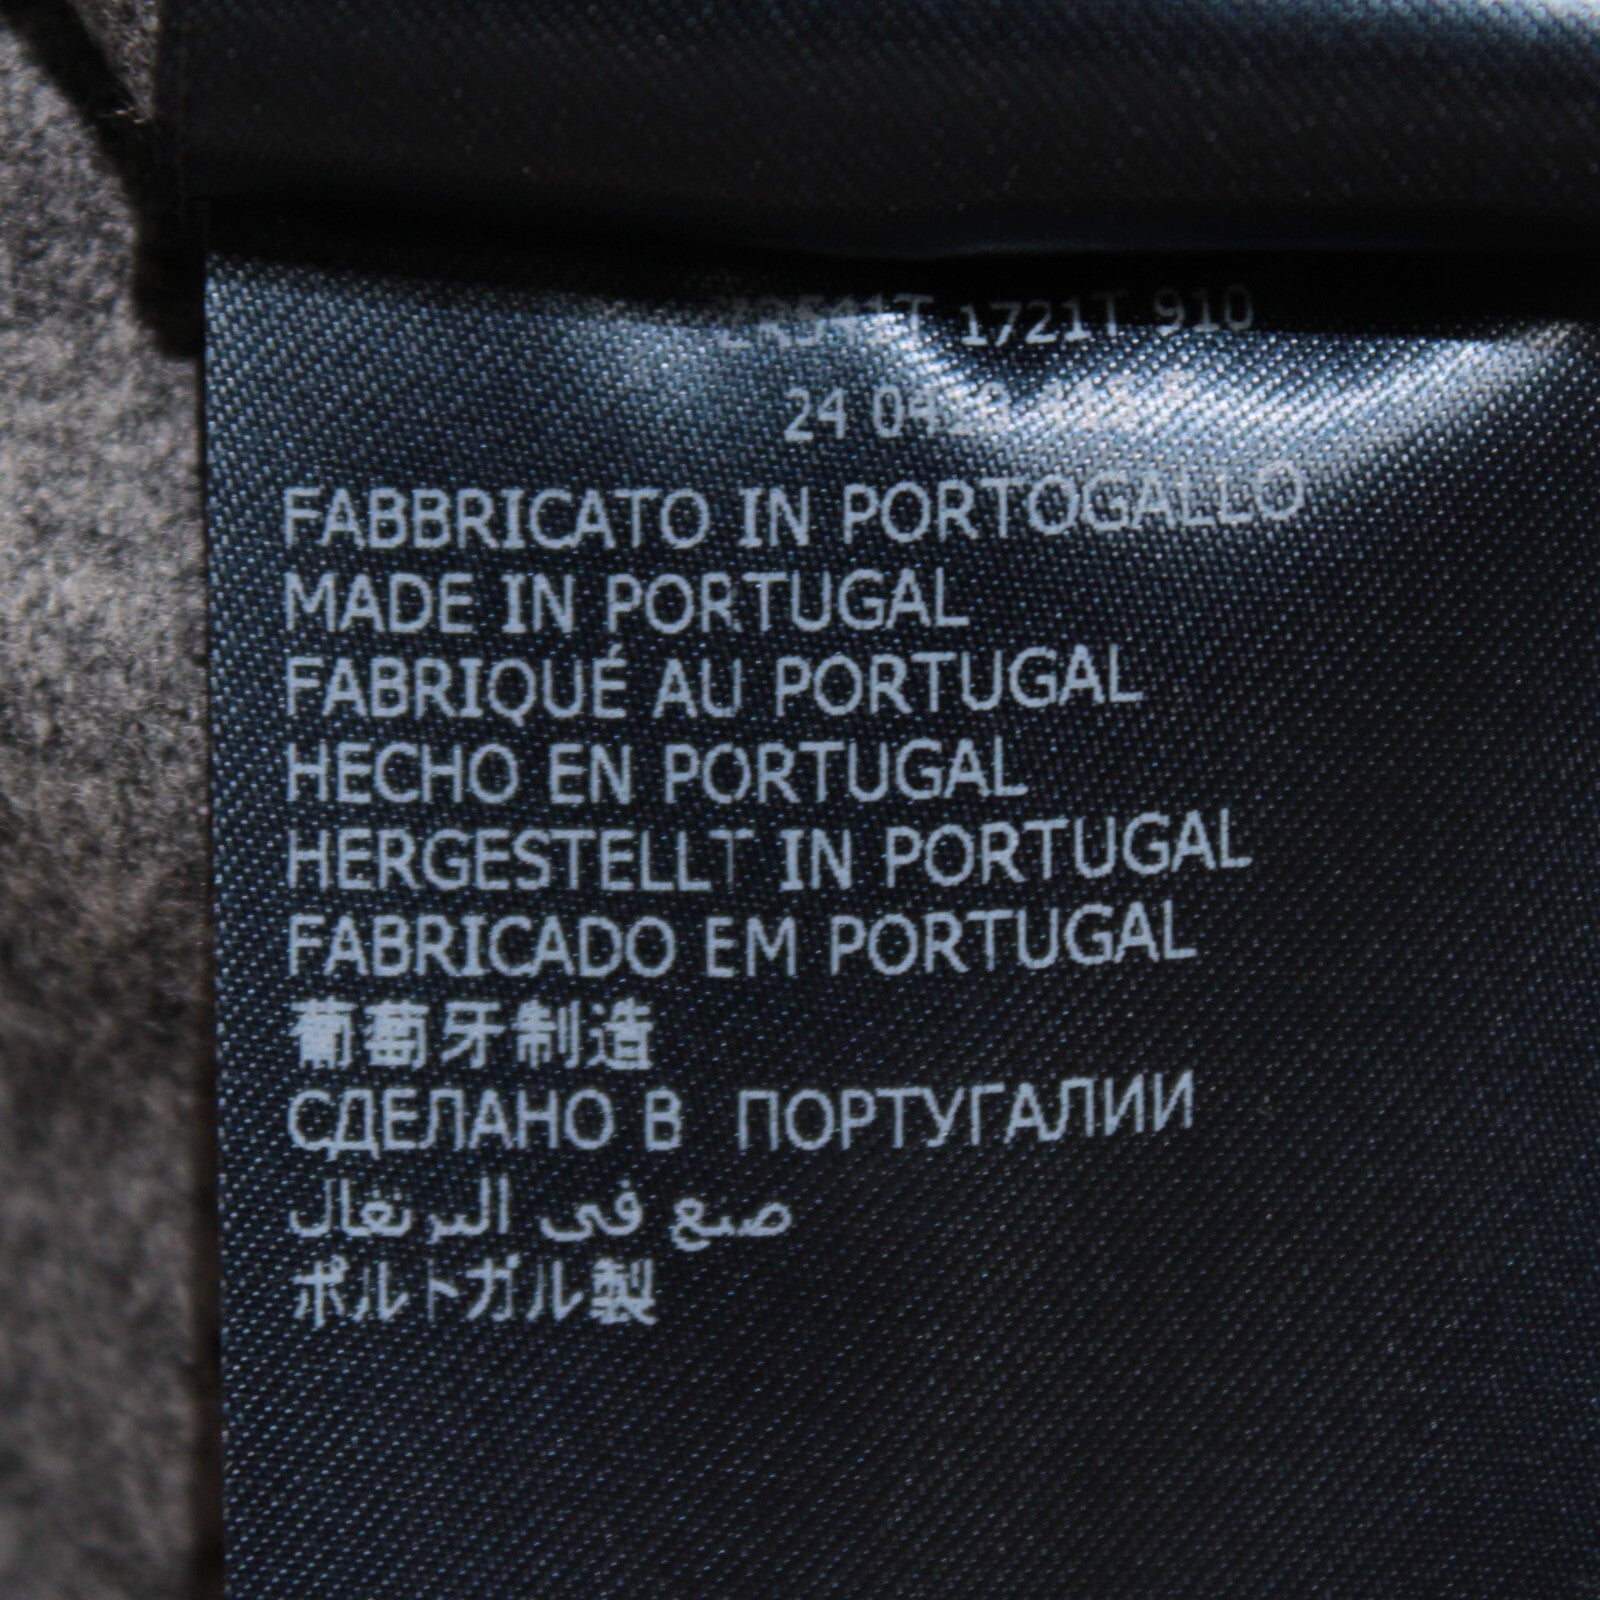 1721T 910
24
FABBRICATO IN PORTOGALLO
MADE IN PORTUGAL
FABRIQUÉ AU PORTUGAL
HECHO EN PORTUGAL
HERGESTELLT IN PORTUGAL
FABRICADO EM PORTUGAL
葡萄牙制造
СДЕЛАНО В ПОРТУГАЛИИ
صنع فى البرتغال
ポルトガル製